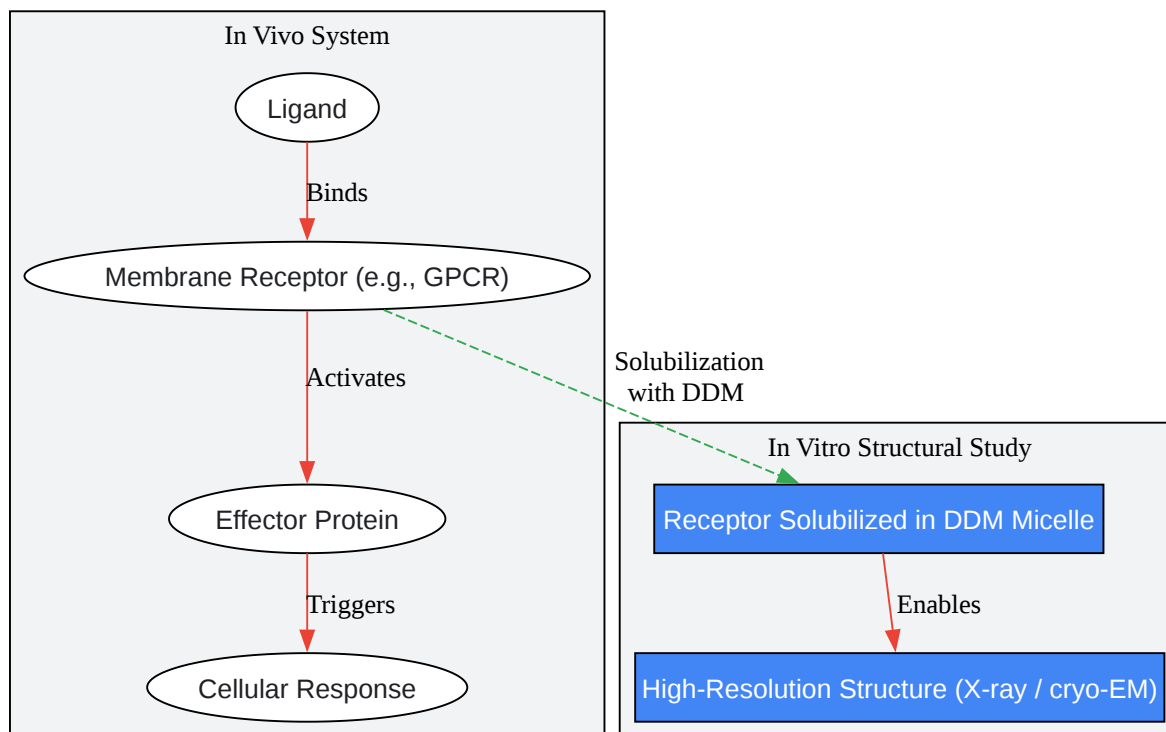 In Vivo System
Ligand
Binds
Membrane Receptor (e.g., GPCR)
Activates
Effector Protein
Triggers
Cellular Response
Solubilization
with DDM
In Vitro Structural Study
Receptor Solubilized in DDM Micelle
Enables
High-Resolution Structure (X-ray / cryo-EM)